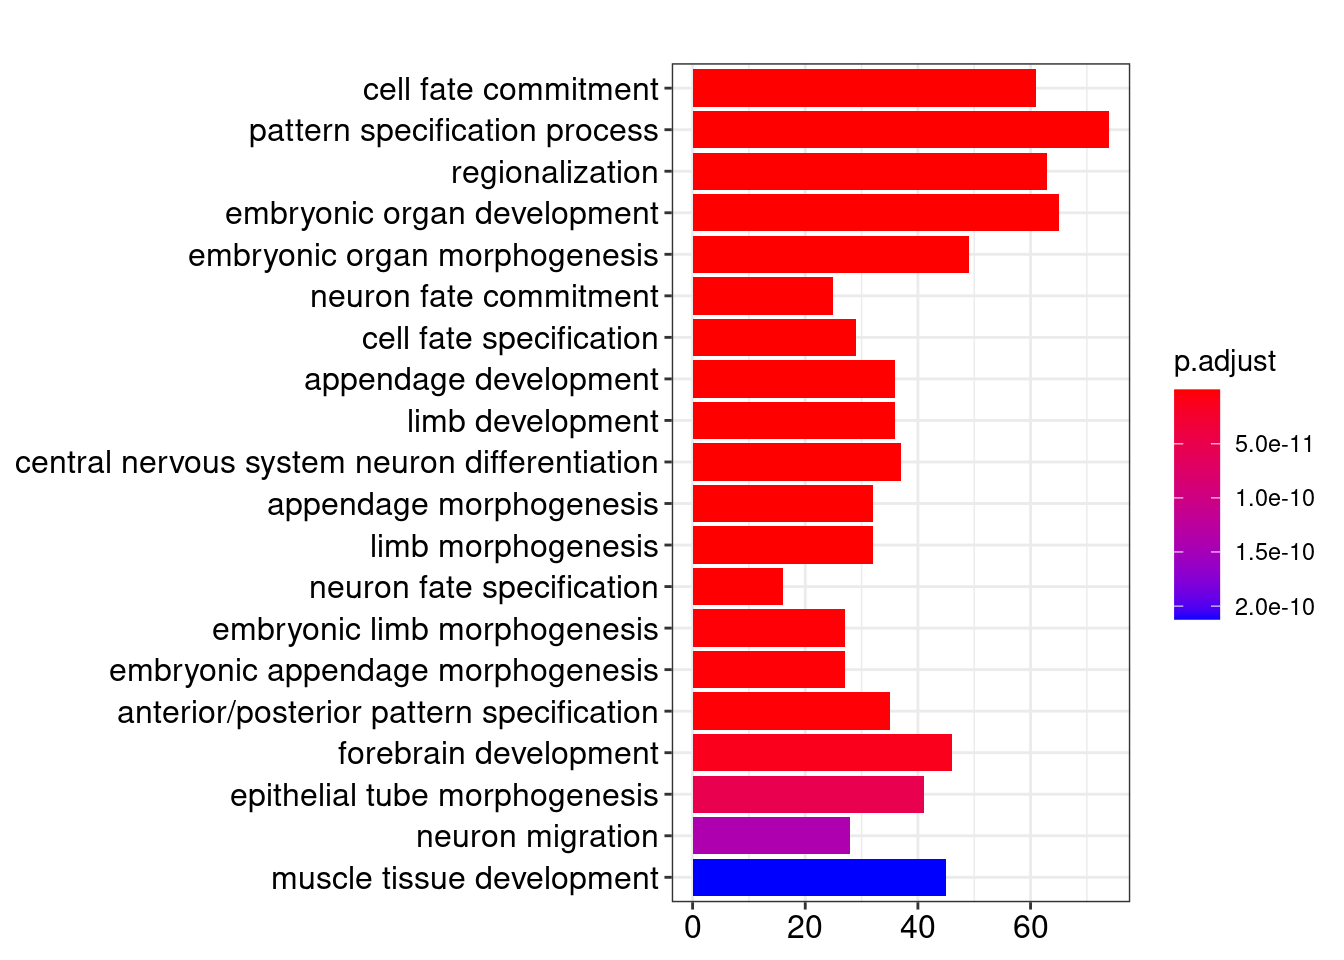 cell fate commitment
pattern specification process
regionalization
embryonic organ development
embryonic organ morphogenesis
neuron fate commitment
cell fate specification
appendage development
limb development
central nervous system neuron differentiation
appendage morphogenesis
limb morphogenesis
neuron fate specification
embryonic limb morphogenesis
embryonic appendage morphogenesis
anterior/posterior pattern specification
forebrain development
epithelial tube morphogenesis
neuron migration
muscle tissue development
0 20 40 60
p.adjust
5.0e-11
1.0e-10
1.5e-10
2.0e-10